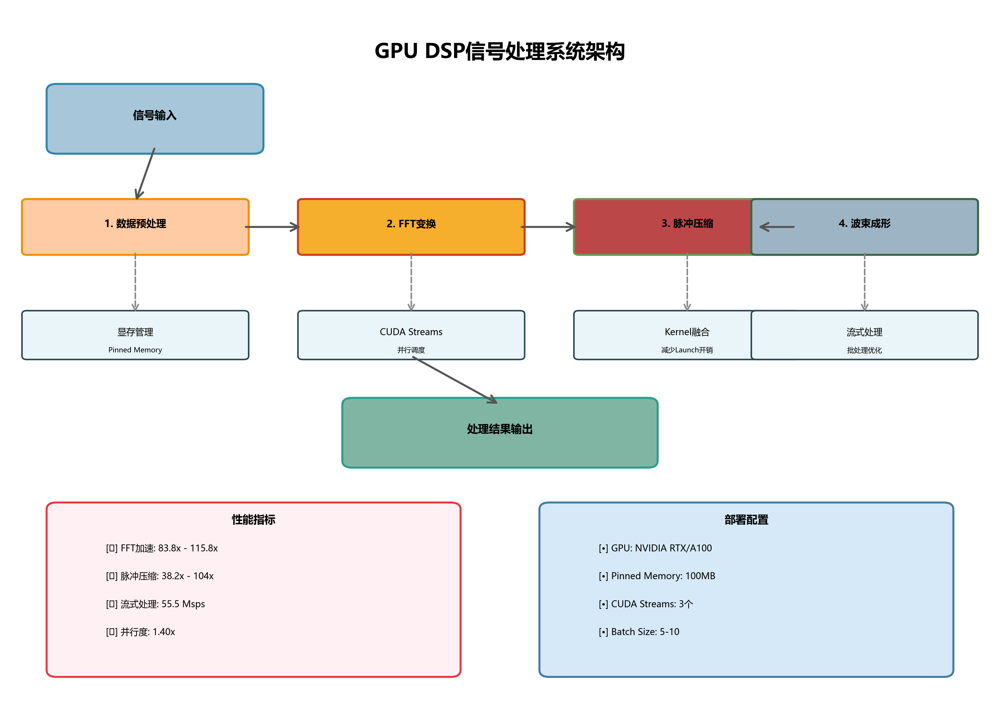 GPU DSP信号处理系统架构
信号输入
1. 数据预处理
2. FFT变换
3. 脉冲压缩
4. 波束成形
显存管理
Pinned Memory
CUDA Streams
并行调度
Kernel融合
减少Launch开销
流式处理
批处理优化
处理结果输出
性能指标
[▯] FFT加速: 83.8x - 115.8x
[▯] 脉冲压缩: 38.2x - 104x
[▯] 流式处理: 55.5 Msps
[▯] 并行度: 1.40x
部署配置
[•] GPU: NVIDIA RTX/A100
[•] Pinned Memory: 100MB
[•] CUDA Streams: 3个
[•] Batch Size: 5-10